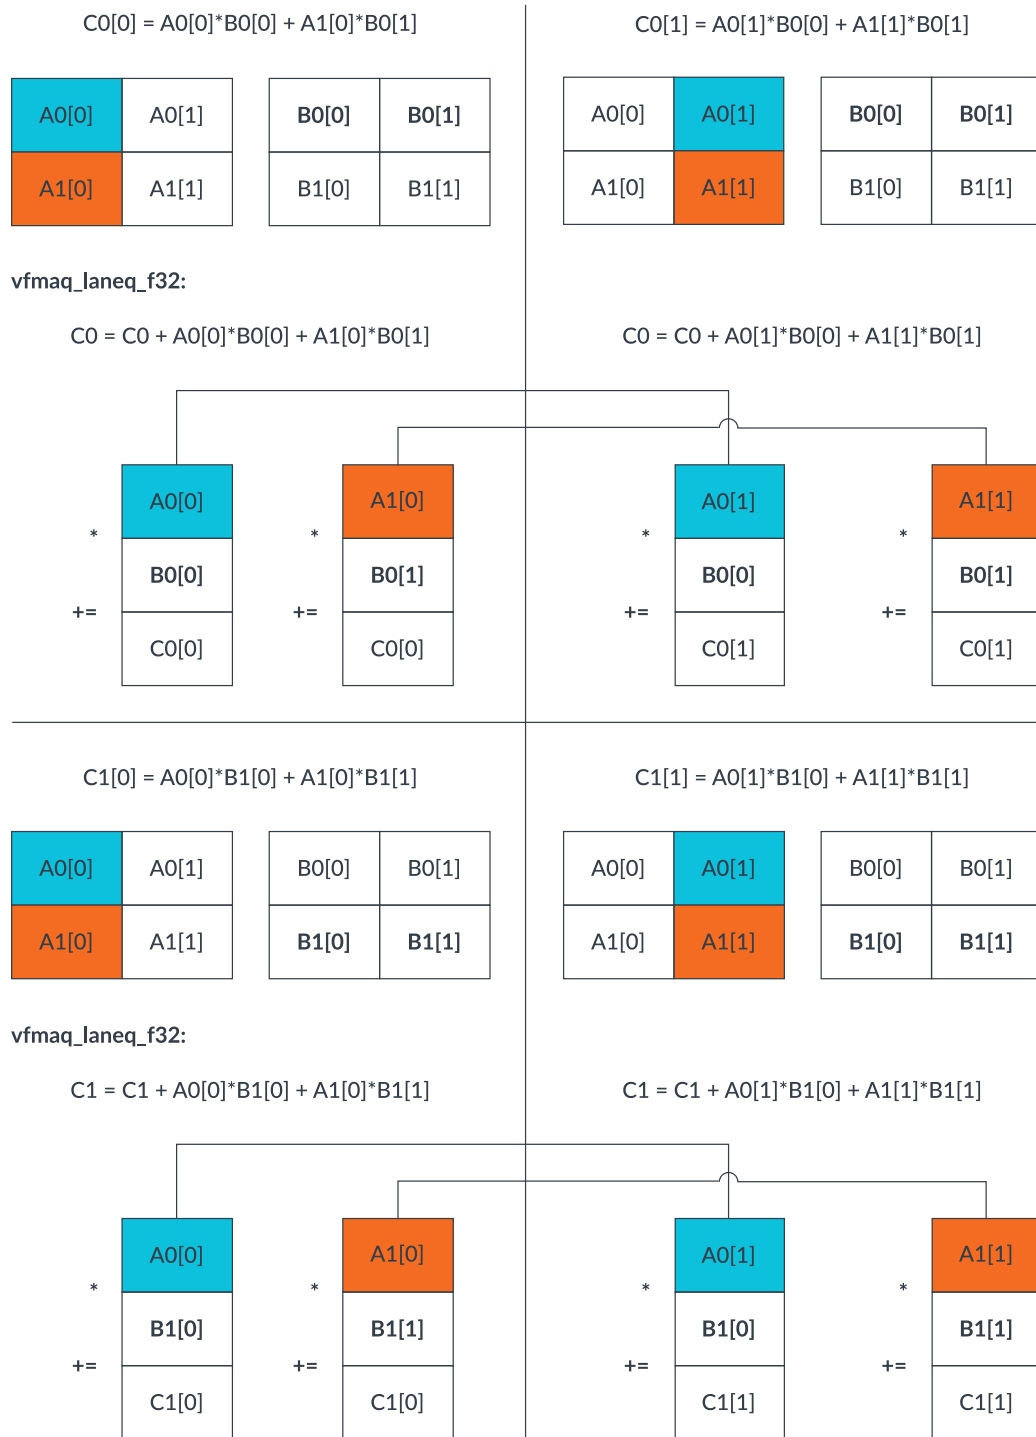 C0[0] = A0[0]*B0[0] + A1[0]*B0[1]
A0[0] A0[1] B0[0] B0[1]
A1[0] A1[1] B1[0] B1[1]
vfmaq_laneq_f32:
C0 = C0 + A0[0]*B0[0] + A1[0]*B0[1]
A0[0] A1[0]
* *
B0[0] B0[1]
+= +=
C0[0] C0[0]
C0[1] = A0[1]*B0[0] + A1[1]*B0[1]
A0[0] A0[1] B0[0] B0[1]
A1[0] A1[1] B1[0] B1[1]
C0 = C0 + A0[1]*B0[0] + A1[1]*B0[1]
A0[1] A1[1]
* *
B0[0] B0[1]
+= +=
C0[1] C0[1]
C1[0] = A0[0]*B1[0] + A1[0]*B1[1]
A0[0] A0[1] B0[0] B0[1]
A1[0] A1[1] B1[0] B1[1]
vfmaq_laneq_f32:
C1 = C1 + A0[0]*B1[0] + A1[0]*B1[1]
A0[0] A1[0]
* *
B1[0] B1[1]
+= +=
C1[0] C1[0]
C1[1] = A0[1]*B1[0] + A1[1]*B1[1]
A0[0] A0[1] B0[0] B0[1]
A1[0] A1[1] B1[0] B1[1]
C1 = C1 + A0[1]*B1[0] + A1[1]*B1[1]
A0[1] A1[1]
* *
B1[0] B1[1]
+= +=
C1[1] C1[1]